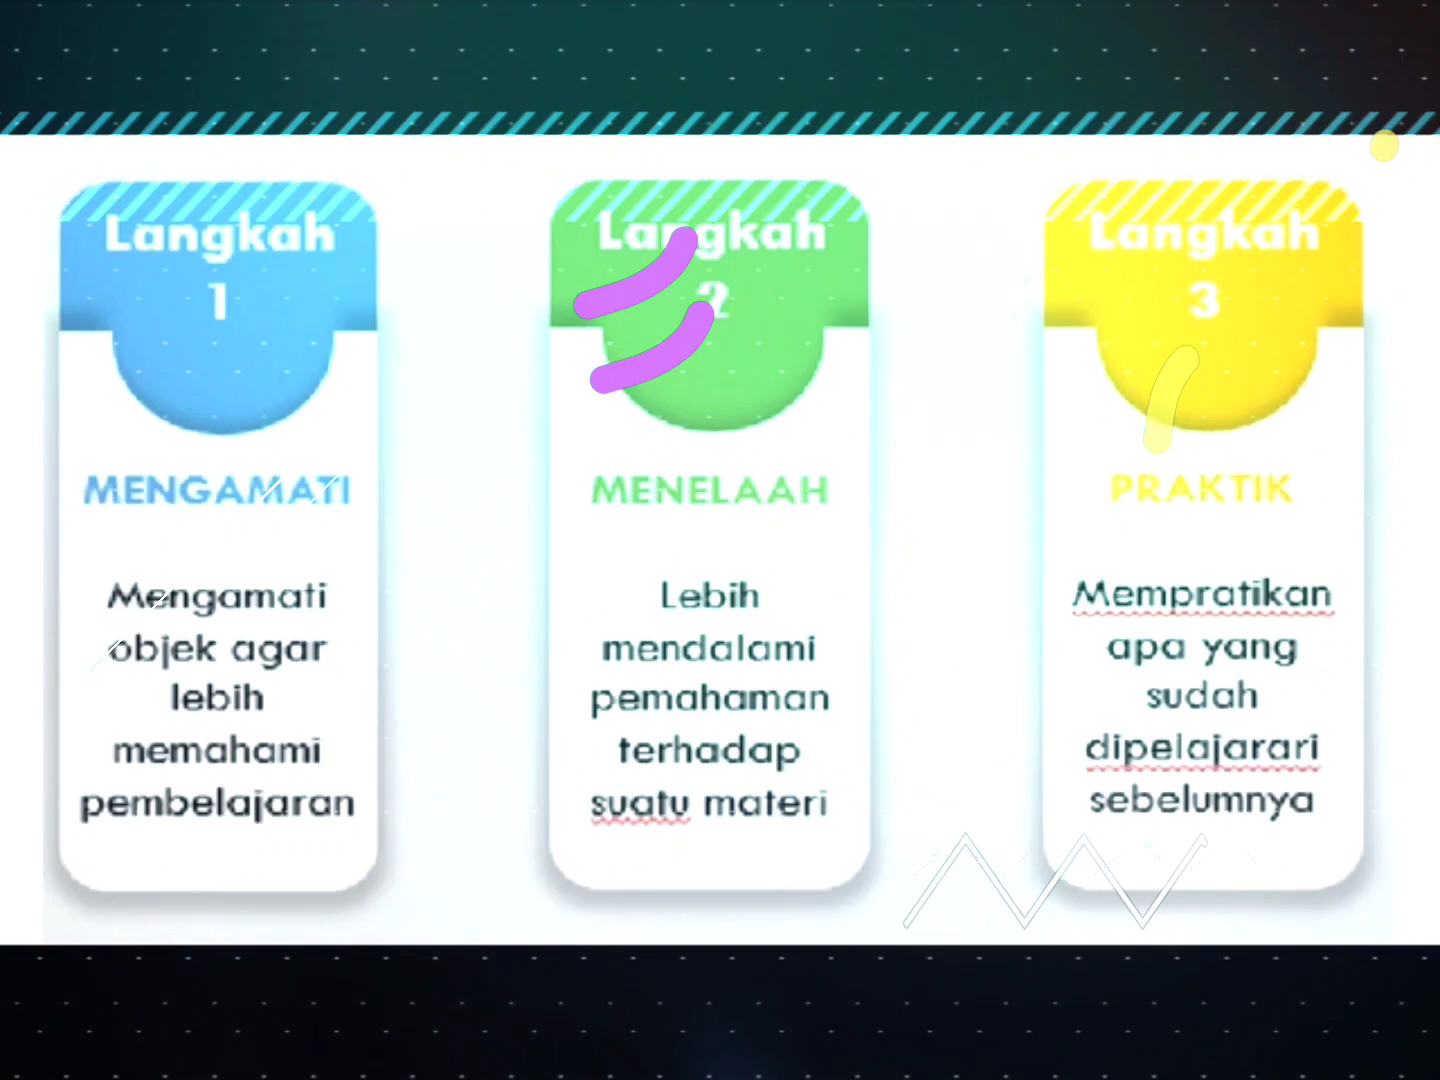 Langkah
1
MENGAMATI
Mengamati
objek agar
lebih
memahami
pembelajaran
Langkah
2
MENELAAH
Lebih
mendalami
pemahaman
terhadap
suatu materi
Langkah
3
PRAKTIK
Mempratikan
apa yang
sudah
dipelajarari
sebelumnya